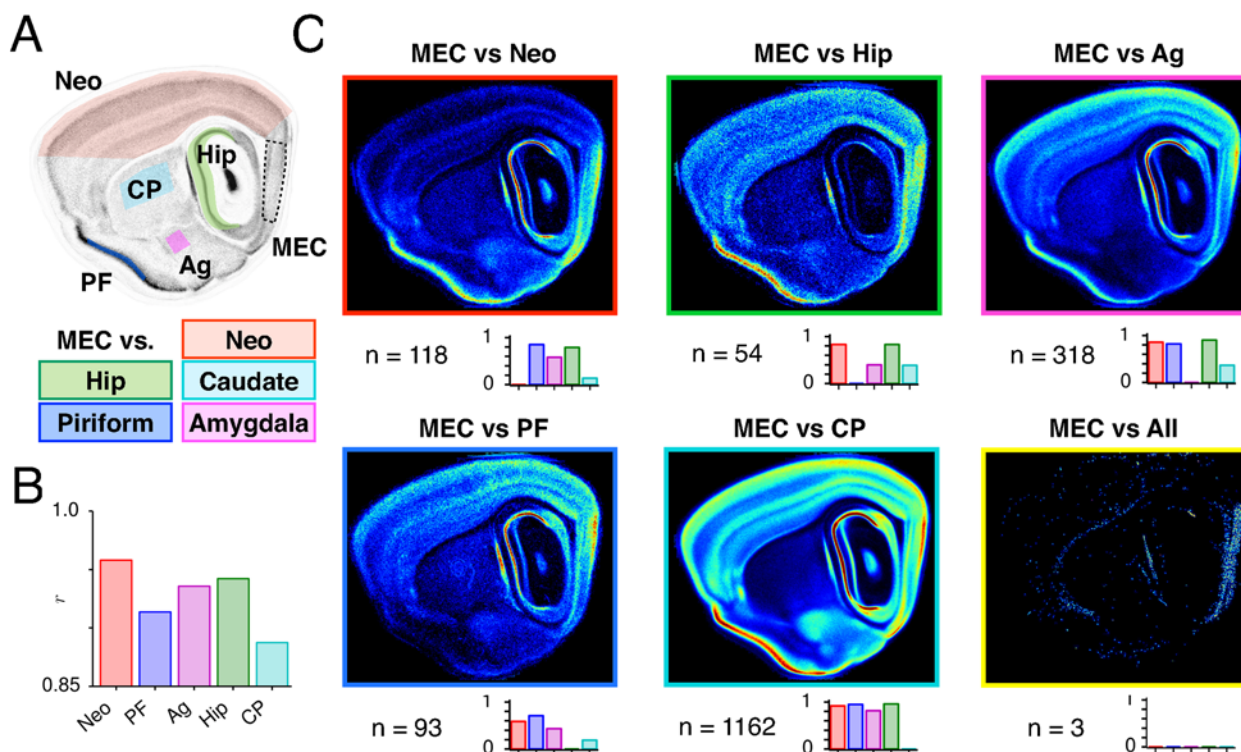 A
Neo
Hip
CP
MEC
Ag
PF
MEC vs.
Neo
Hip
Caudate
Piriform
Amygdala
B
1.0
r
0.85
Neo
PF
Ag
Hip
CP
C
MEC vs Neo
MEC vs Hip
MEC vs Ag
n = 118
1
0
n = 54
1
0
n = 318
1
0
MEC vs PF
MEC vs CP
MEC vs All
n = 93
1
0
n = 1162
1
0
n = 3
1
0